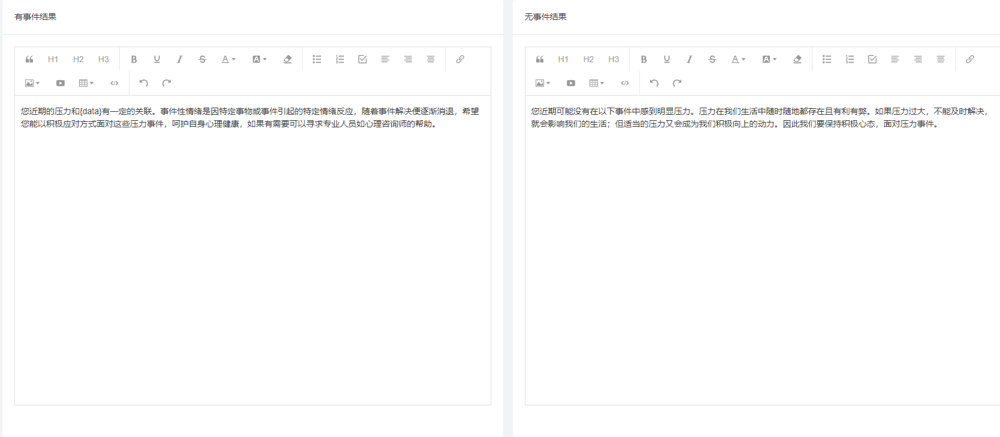 有事件结果
H1 H2 H3 B U I S A A
您近期的压力和{data}有一定的关联。事件性情绪是因特定事物或事件引起的特定情绪反应，随着事件解决便逐渐消退，希望
您能以积极应对方式面对这些压力事件，呵护自身心理健康，如果有需要可以寻求专业人员如心理咨询师的帮助。
无事件结果
H1 H2 H3 B U I S A A
您近期可能没有在以下事件中感到明显压力。压力在我们生活中随时随地都存在且有利有弊。如果压力过大，不能及时解决，
就会影响我们的生活；但适当的压力又会成为我们积极向上的动力。因此我们要保持积极心态，面对压力事件。